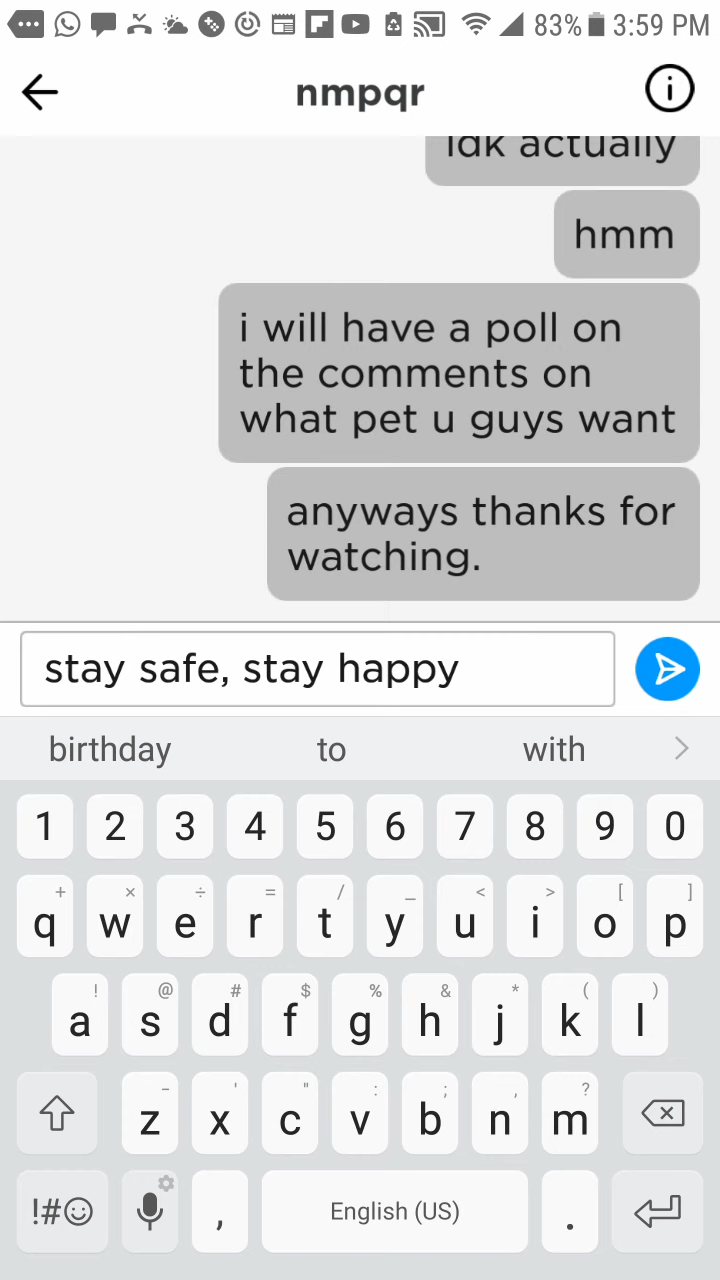 83% 3:59 PM
nmpqr
idk actually
hmm
i will have a poll on
the comments on
what pet u guys want
anyways thanks for
watching.
stay safe, stay happy
birthday to with
1 2 3 4 5 6 7 8 9 0
+ × ÷ = / _ < > [ ]
q w e r t y u i o p
! @ # $ % & * ( )
a s d f g h j k l
- ' " : ; , ?
z x c v b n m
!#☺ , English (US) .